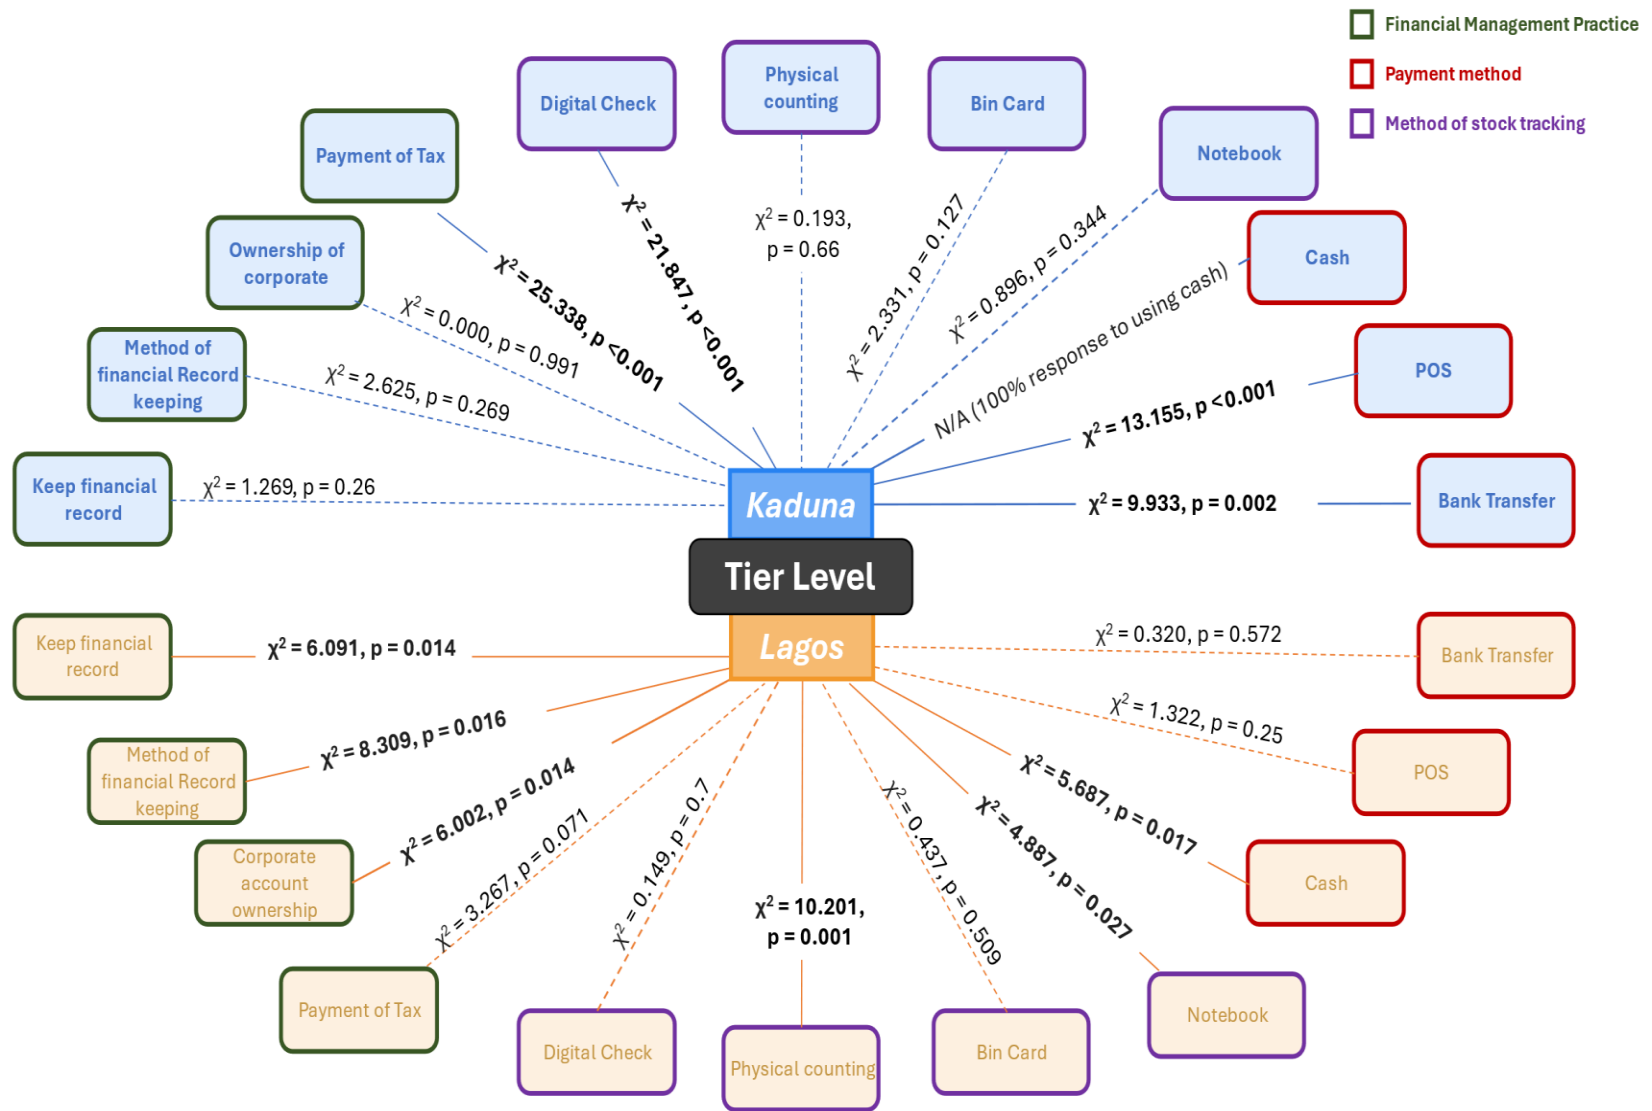 Financial Management Practice
Payment method
Method of stock tracking
Physical
counting
Digital Check
Bin Card
Payment of Tax
Notebook
Ownership of
corporate
Cash
Method of
financial Record
keeping
POS
Keep financial
record
Bank Transfer
χ² = 1.269, p = 0.26
χ² = 2.625, p = 0.269
χ² = 0.000, p = 0.991
χ² = 25.338, p <0.001
χ² = 21.847, p <0.001
χ² = 0.193,
p = 0.66
χ² = 2.331, p = 0.127
χ² = 0.896, p = 0.344
N/A (100% response to using cash)
χ² = 13.155, p <0.001
χ² = 9.933, p = 0.002
Kaduna
Tier Level
Lagos
χ² = 6.091, p = 0.014
χ² = 8.309, p = 0.016
χ² = 6.002, p = 0.014
χ² = 3.267, p = 0.071
χ² = 0.149, p = 0.7
χ² = 10.201,
p = 0.001
χ² = 0.437, p = 0.509
χ² = 4.887, p = 0.027
χ² = 5.687, p = 0.017
χ² = 1.322, p = 0.25
χ² = 0.320, p = 0.572
Keep financial
record
Bank Transfer
Method of
financial Record
keeping
POS
Corporate
account
ownership
Cash
Payment of Tax
Notebook
Digital Check
Physical counting
Bin Card